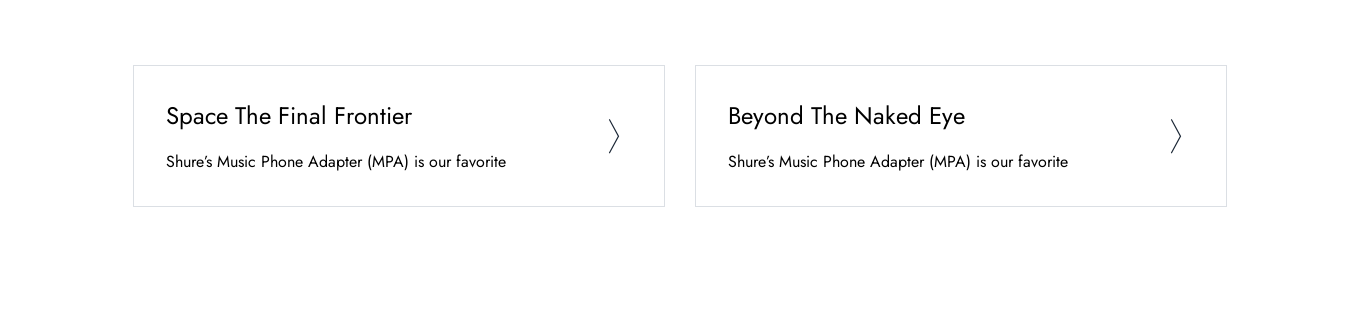 Space The Final Frontier
Shure’s Music Phone Adapter (MPA) is our favorite
Beyond The Naked Eye
Shure’s Music Phone Adapter (MPA) is our favorite